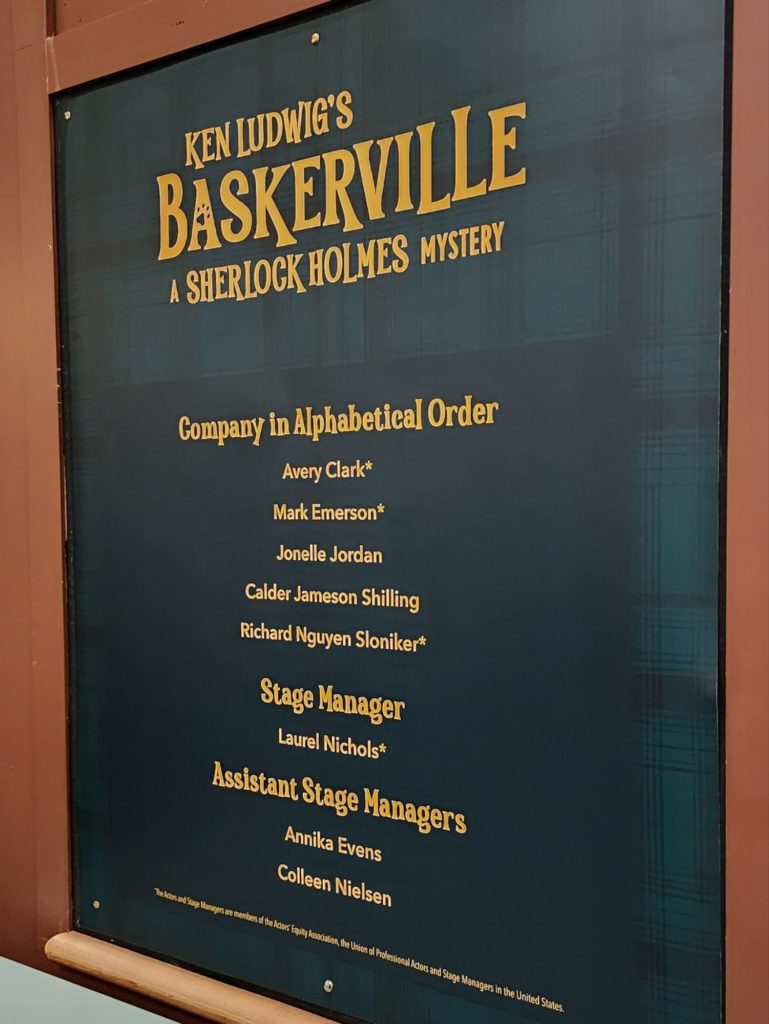 KEN LUDWIG'S
BASKERVILLE
A SHERLOCK HOLMES MYSTERY
Company in Alphabetical Order
Avery Clark*
Mark Emerson*
Jonelle Jordan
Calder Jameson Shilling
Richard Nguyen Sloniker*
Stage Manager
Laurel Nichols*
Assistant Stage Managers
Annika Evens
Colleen Nielsen
*The Actors and Stage Managers are members of the Actors' Equity Association, the Union of Professional Actors and Stage Managers in the United States.